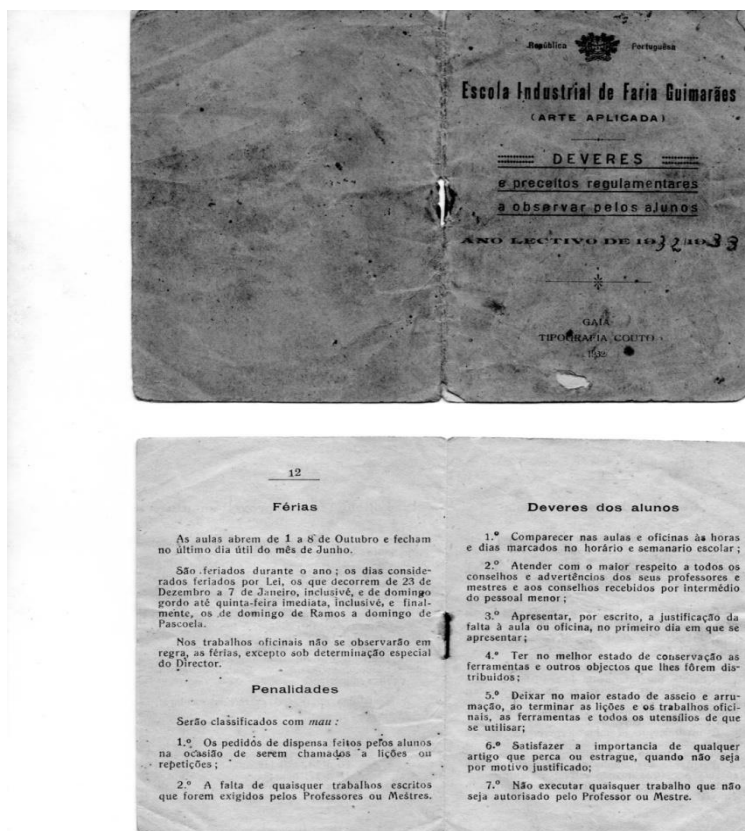 República Portuguêsa
Escola Industrial de Faria Guimarães
(ARTE APLICADA)
DEVERES
e preceitos regulamentares
a observar pelos alunos
ANO LECTIVO DE 1932/1933
GAIA
TIPOGRAFIA COUTO
1932
12
Férias
As aulas abrem de 1 a 8 de Outubro e fecham
no último dia útil do mês de Junho.
São feriados durante o ano; os dias conside-
rados feriados por Lei, os que decorrem de 23 de
Dezembro a 7 de Janeiro, inclusivé, e de domingo
gordo até quinta-feira imediata, inclusivé, e final-
mente, os de domingo de Ramos a domingo de
Pascoela.
Nos trabalhos oficinais não se observarão em
regra, as férias, excepto sob determinação especial
do Director.
Penalidades
Serão classificados com mau:
1.º Os pedidos de dispensa feitos pelos alunos
na ocasião de serem chamados a lições ou
repetições;
2.º A falta de quaisquer trabalhos escritos
que forem exigidos pelos Professores ou Mestres.
Deveres dos alunos
1.º Comparecer nas aulas e oficinas às horas
e dias marcados no horário e semanario escolar;
2.º Atender com o maior respeito a todos os
conselhos e advertências dos seus professores e
mestres e aos conselhos recebidos por intermédio
do pessoal menor;
3.º Apresentar, por escrito, a justificação da
falta à aula ou oficina, no primeiro dia em que se
apresentar;
4.º Ter no melhor estado de conservação as
ferramentas e outros objectos que lhes fôrem dis-
tribuidos;
5.º Deixar no maior estado de asseio e arru-
mação, ao terminar as lições e os trabalhos ofici-
nais, as ferramentas e todos os utensílios de que
se utilisar;
6.º Satisfazer a importancia de qualquer
artigo que perca ou estrague, quando não seja
por motivo justificado;
7.º Não executar quaisquer trabalho que não
seja autorisado pelo Professor ou Mestre.